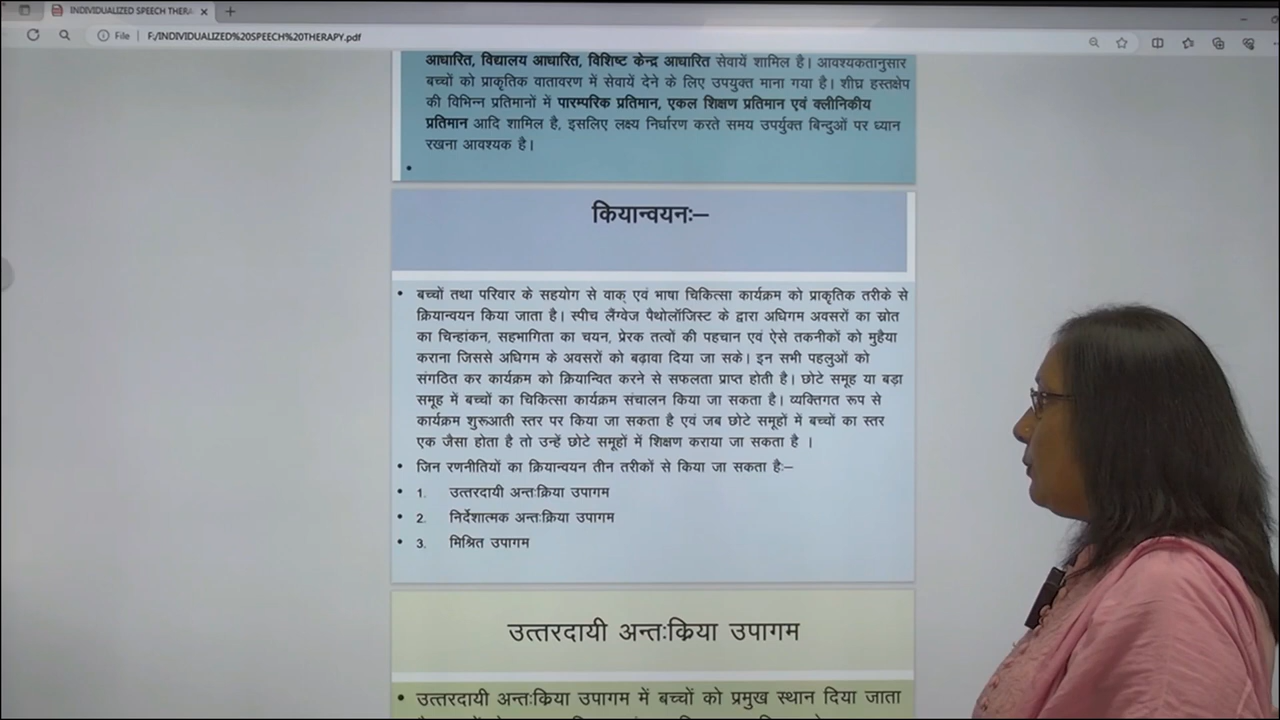 INDIVIDUALIZED SPEECH THERA
File | F:/INDIVIDUALIZED%20SPEECH%20THERAPY.pdf
आधारित, विद्यालय आधारित, विशिष्ट केन्द्र आधारित सेवायें शामिल है। आवश्यकतानुसार
बच्चों को प्राकृतिक वातावरण में सेवायें देने के लिए उपयुक्त माना गया है। शीघ्र हस्तक्षेप
की विभिन्न प्रतिमानों में पारम्परिक प्रतिमान, एकल शिक्षण प्रतिमान एवं क्लीनिकीय
प्रतिमान आदि शामिल है, इसलिए लक्ष्य निर्धारण करते समय उपर्युक्त बिन्दुओं पर ध्यान
रखना आवश्यक है।
•
कियान्वयनः–
• बच्चों तथा परिवार के सहयोग से वाक् एवं भाषा चिकित्सा कार्यक्रम को प्राकृतिक तरीके से
क्रियान्वयन किया जाता है। स्पीच लैंग्वेज पैथोलॉजिस्ट के द्वारा अधिगम अवसरों का स्रोत
का चिन्हांकन, सहभागिता का चयन, प्रेरक तत्वों की पहचान एवं ऐसे तकनीकों को मुहैया
कराना जिससे अधिगम के अवसरों को बढ़ावा दिया जा सके। इन सभी पहलुओं को
संगठित कर कार्यक्रम को क्रियान्वित करने से सफलता प्राप्त होती है। छोटे समूह या बड़ा
समूह में बच्चों का चिकित्सा कार्यक्रम संचालन किया जा सकता है। व्यक्तिगत रूप से
कार्यक्रम शुरूआती स्तर पर किया जा सकता है एवं जब छोटे समूहों में बच्चों का स्तर
एक जैसा होता है तो उन्हें छोटे समूहों में शिक्षण कराया जा सकता है ।
• जिन रणनीतियों का क्रियान्वयन तीन तरीकों से किया जा सकता हैः–
• 1. उत्तरदायी अन्तःक्रिया उपागम
• 2. निर्देशात्मक अन्तःक्रिया उपागम
• 3. मिश्रित उपागम
उत्तरदायी अन्तःकिया उपागम
• उत्तरदायी अन्तःकिया उपागम में बच्चों को प्रमुख स्थान दिया जाता